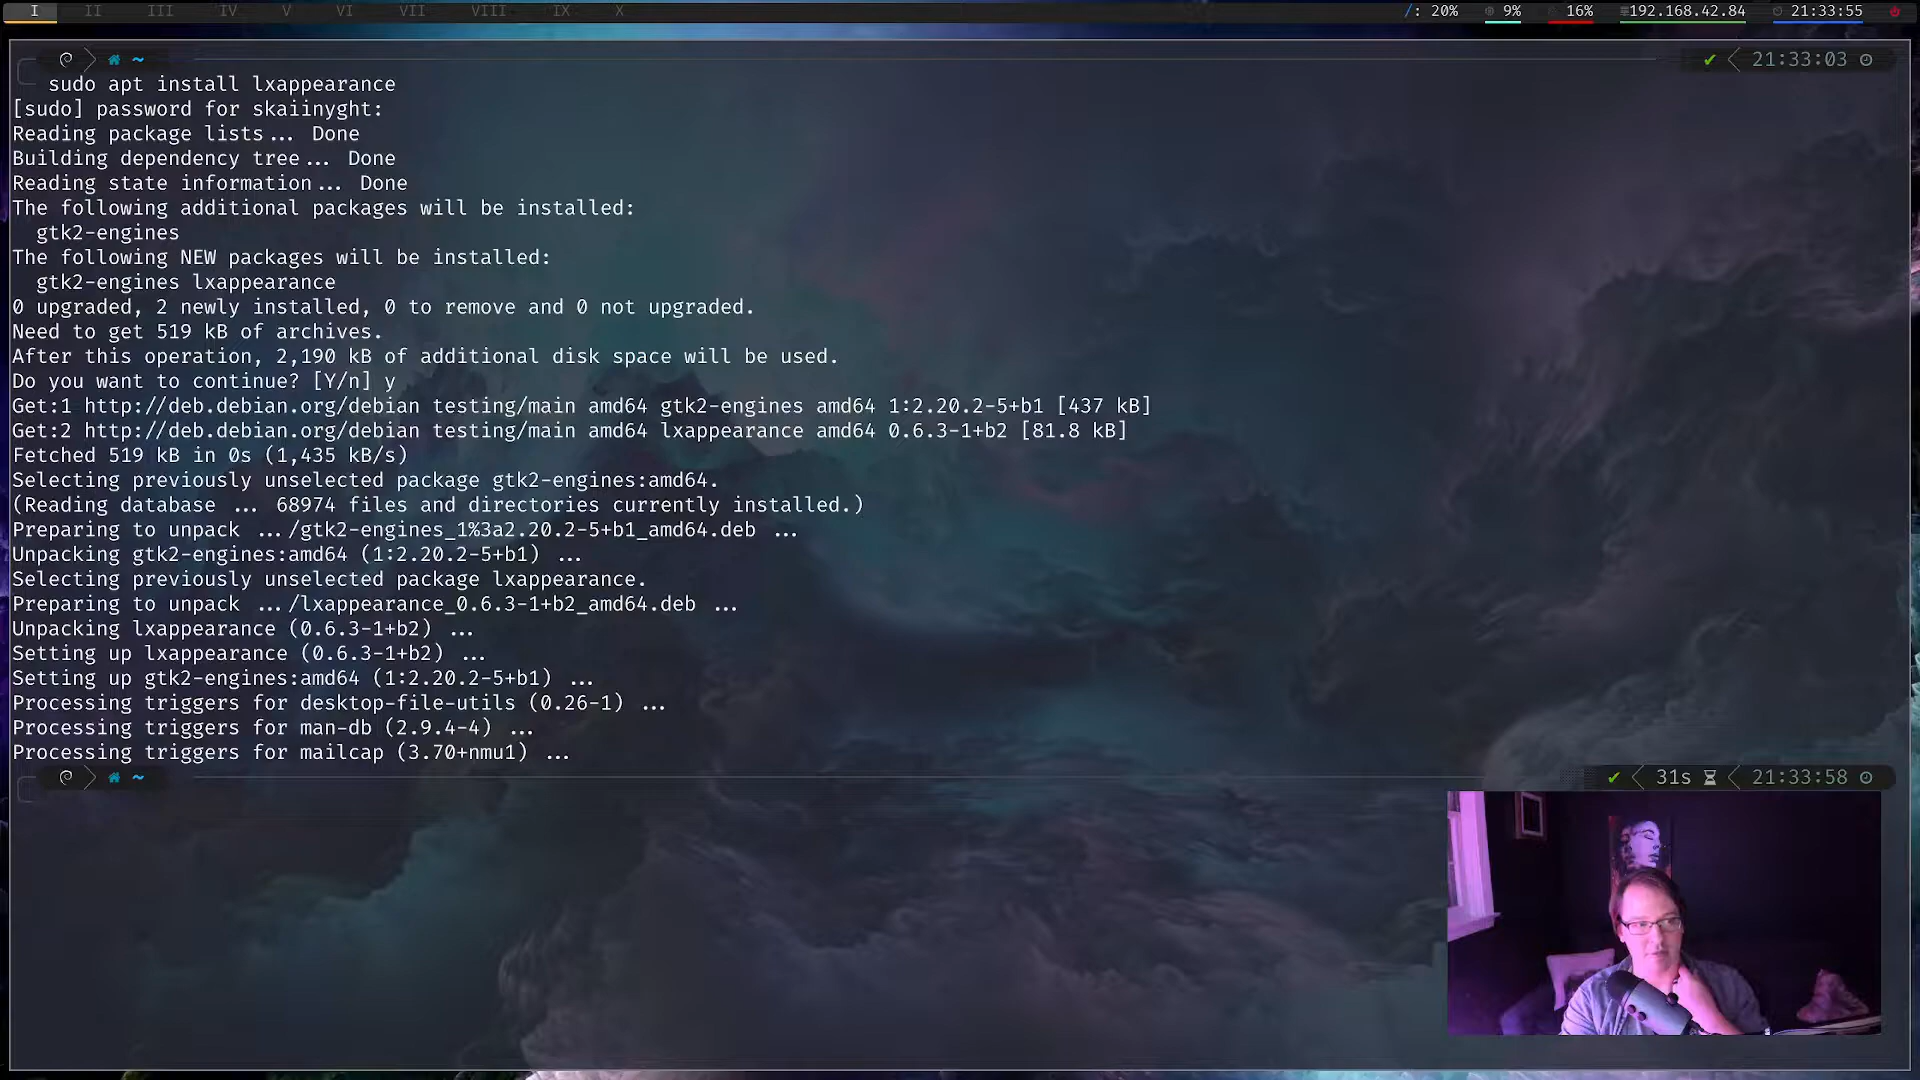 I II III IV V VI VII VIII IX X /: 20% 9% 16% 192.168.42.84 21:33:55
~ 21:33:03
sudo apt install lxappearance
[sudo] password for skaiinyght:
Reading package lists... Done
Building dependency tree... Done
Reading state information... Done
The following additional packages will be installed:
gtk2-engines
The following NEW packages will be installed:
gtk2-engines lxappearance
0 upgraded, 2 newly installed, 0 to remove and 0 not upgraded.
Need to get 519 kB of archives.
After this operation, 2,190 kB of additional disk space will be used.
Do you want to continue? [Y/n] y
Get:1 http://deb.debian.org/debian testing/main amd64 gtk2-engines amd64 1:2.20.2-5+b1 [437 kB]
Get:2 http://deb.debian.org/debian testing/main amd64 lxappearance amd64 0.6.3-1+b2 [81.8 kB]
Fetched 519 kB in 0s (1,435 kB/s)
Selecting previously unselected package gtk2-engines:amd64.
(Reading database ... 68974 files and directories currently installed.)
Preparing to unpack .../gtk2-engines_1%3a2.20.2-5+b1_amd64.deb ...
Unpacking gtk2-engines:amd64 (1:2.20.2-5+b1) ...
Selecting previously unselected package lxappearance.
Preparing to unpack .../lxappearance_0.6.3-1+b2_amd64.deb ...
Unpacking lxappearance (0.6.3-1+b2) ...
Setting up lxappearance (0.6.3-1+b2) ...
Setting up gtk2-engines:amd64 (1:2.20.2-5+b1) ...
Processing triggers for desktop-file-utils (0.26-1) ...
Processing triggers for man-db (2.9.4-4) ...
Processing triggers for mailcap (3.70+nmu1) ...
~ 31s 21:33:58